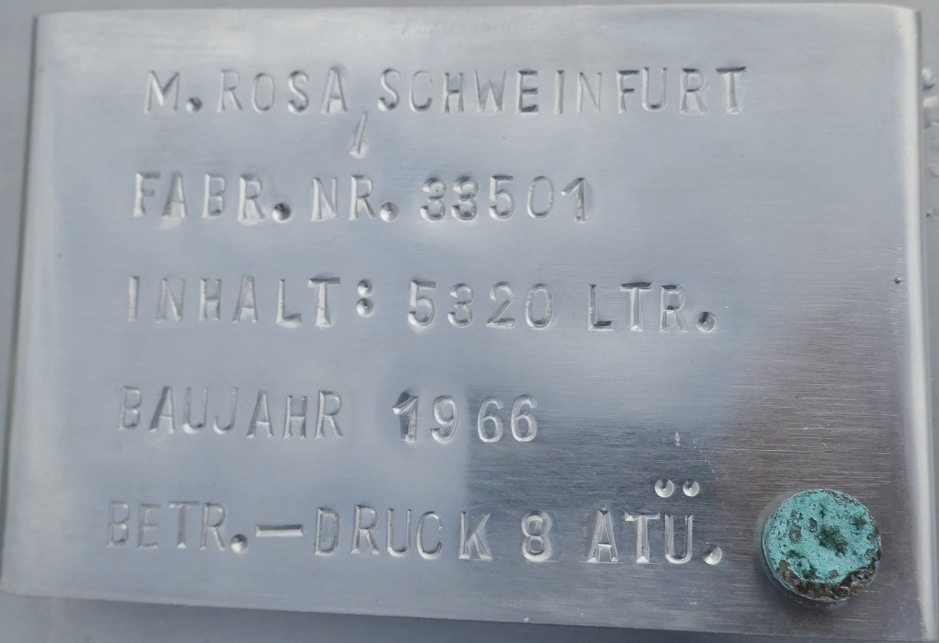 M. ROSA, SCHWEINFURT
FABR. NR. 33501
INHALT: 5320 LTR.
BAUJAHR 1966
BETR.—DRUCK 8 ATÜ.